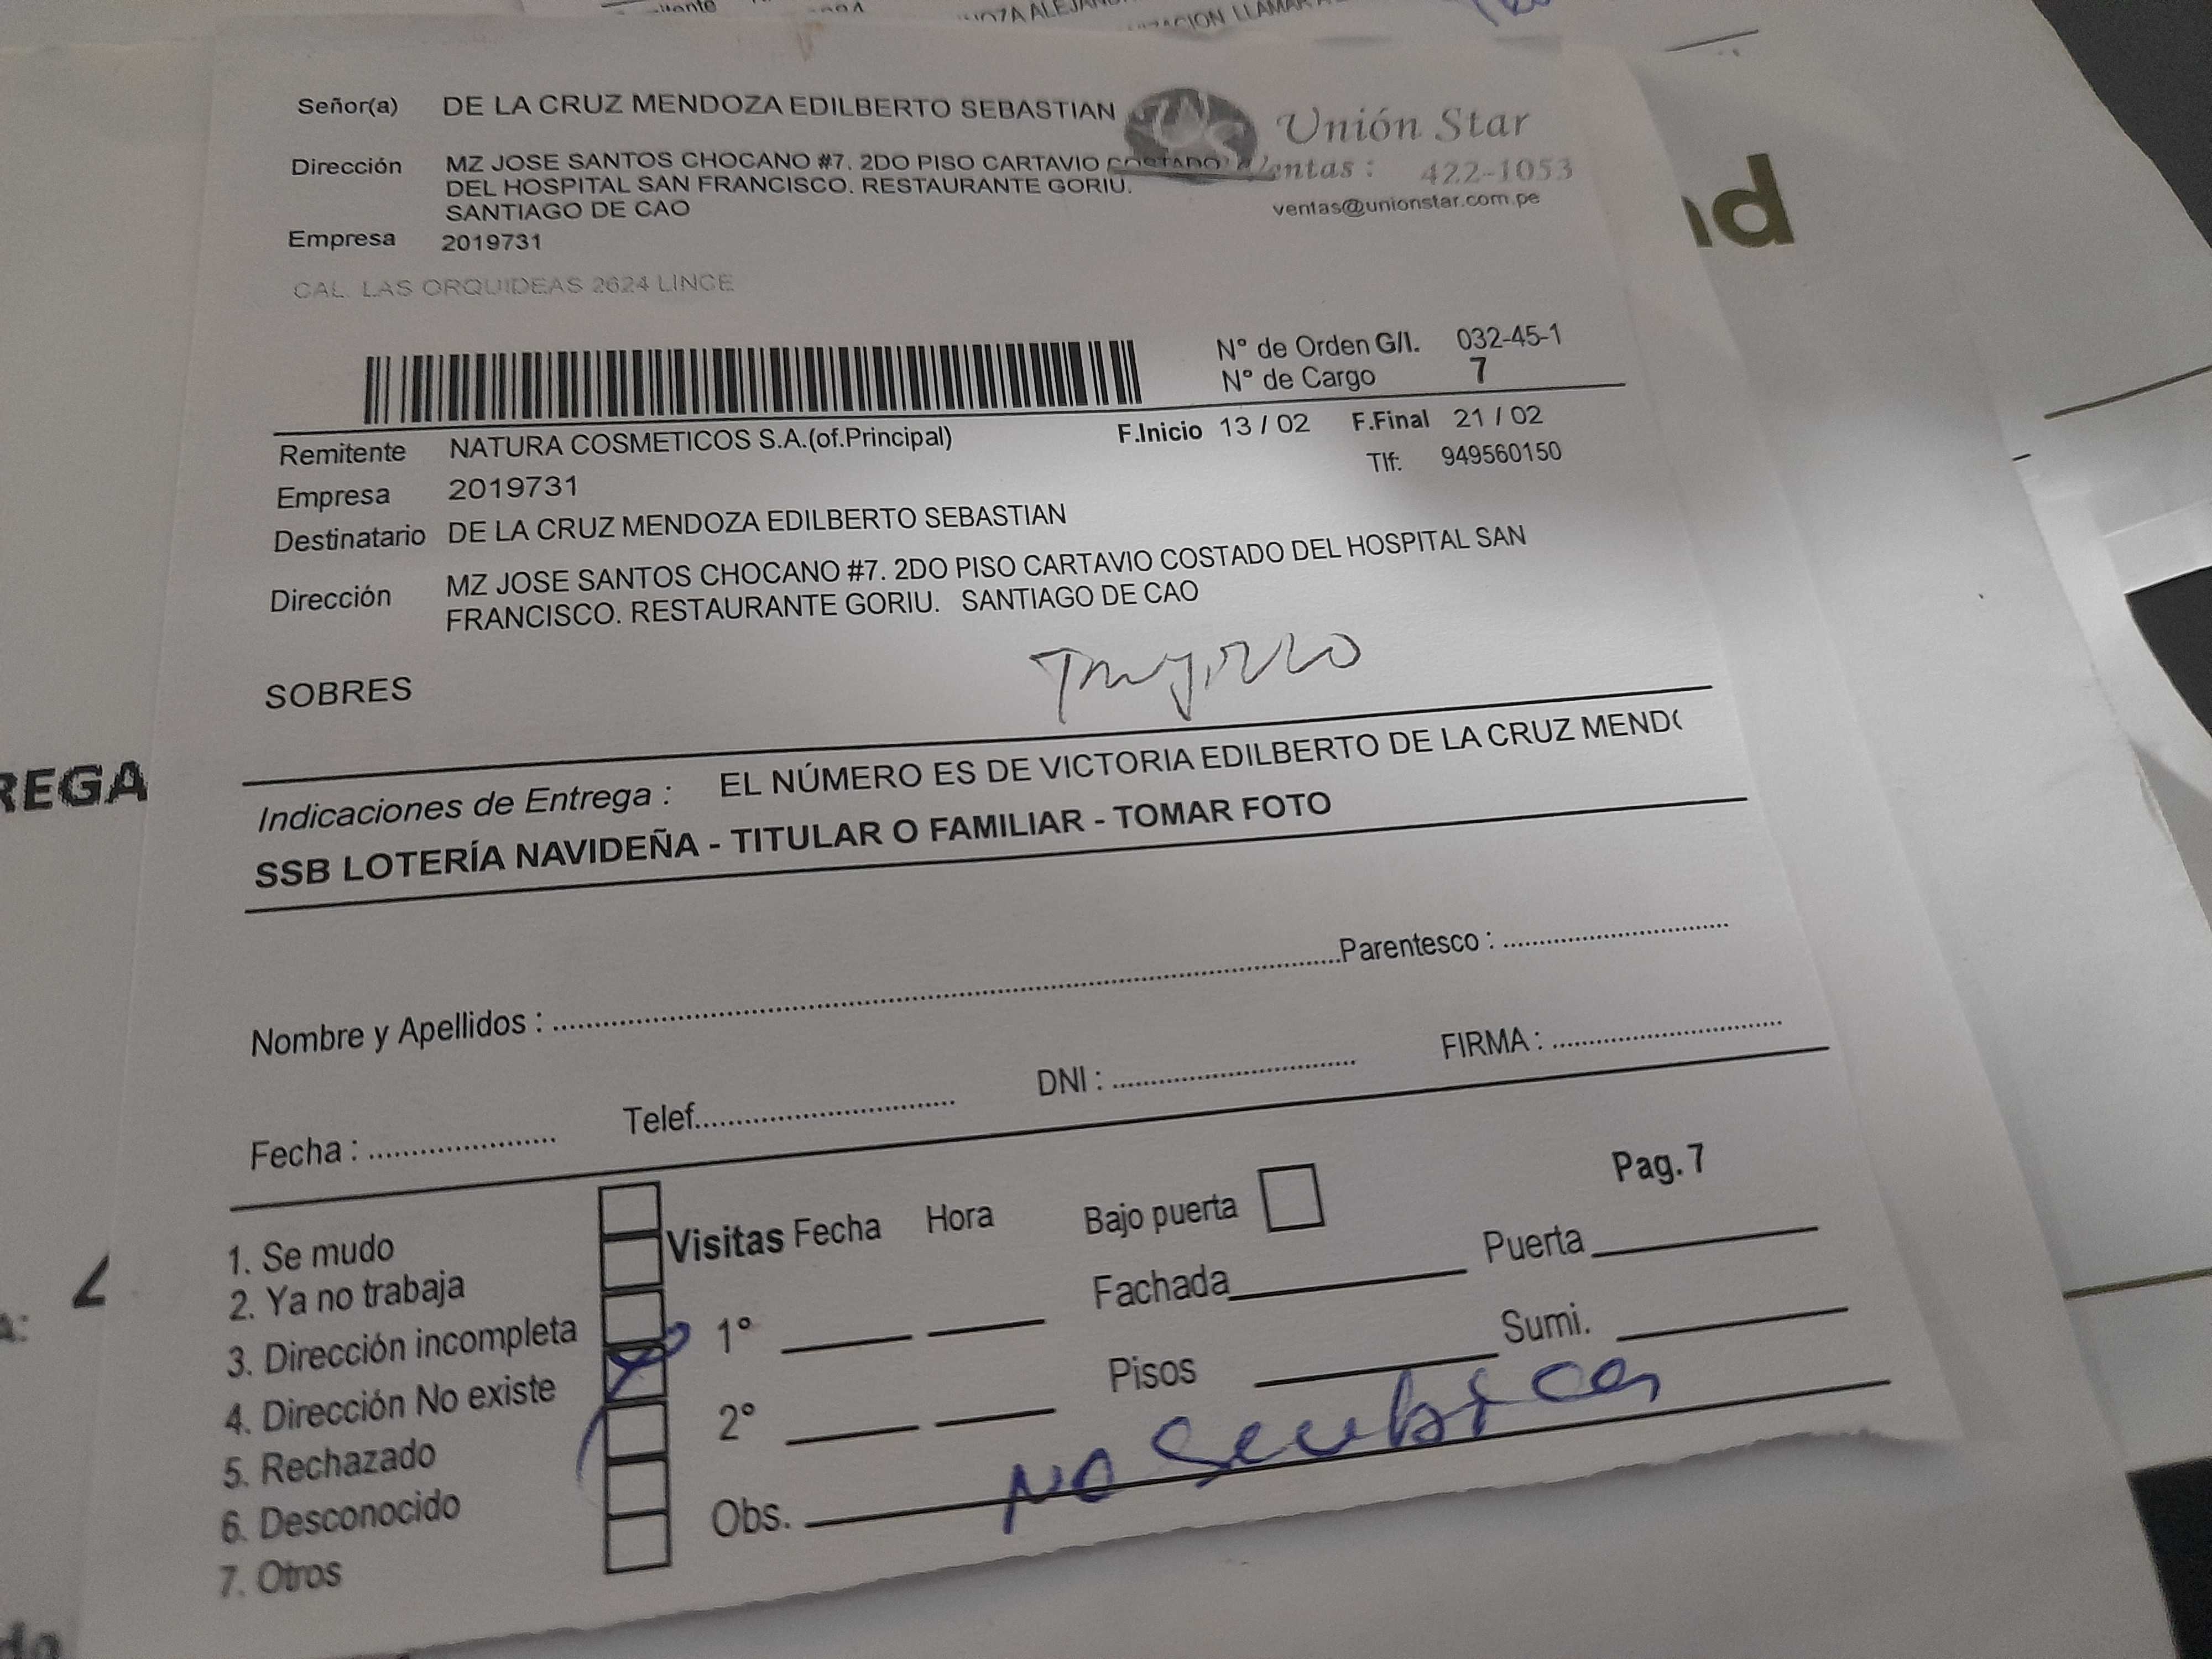 Señor(a) DE LA CRUZ MENDOZA EDILBERTO SEBASTIAN
Unión Star
Dirección MZ JOSE SANTOS CHOCANO #7. 2DO PISO CARTAVIO COSTADO
Ventas : 422-1053
DEL HOSPITAL SAN FRANCISCO. RESTAURANTE GORIU.
ventas@unionstar.com.pe
SANTIAGO DE CAO
Empresa 2019731
CAL. LAS ORQUIDEAS 2624 LINCE
N° de Orden G/I. 032-45-1
N° de Cargo 7
Remitente NATURA COSMETICOS S.A.(of.Principal) F.Inicio 13 / 02 F.Final 21 / 02
Empresa 2019731 Tlf: 949560150
Destinatario DE LA CRUZ MENDOZA EDILBERTO SEBASTIAN
Dirección MZ JOSE SANTOS CHOCANO #7. 2DO PISO CARTAVIO COSTADO DEL HOSPITAL SAN
FRANCISCO. RESTAURANTE GORIU. SANTIAGO DE CAO
Trujillo
SOBRES
Indicaciones de Entrega : EL NÚMERO ES DE VICTORIA EDILBERTO DE LA CRUZ MENDO
SSB LOTERÍA NAVIDEÑA - TITULAR O FAMILIAR - TOMAR FOTO
Nombre y Apellidos : Parentesco :
Fecha : Telef. DNI : FIRMA :
Pag. 7
1. Se mudo
2. Ya no trabaja
3. Dirección incompleta
4. Dirección No existe
5. Rechazado
6. Desconocido
7. Otros
Visitas Fecha Hora
1°
2°
Bajo puerta
Fachada Puerta
Pisos Sumi.
Obs. NO Se ubica